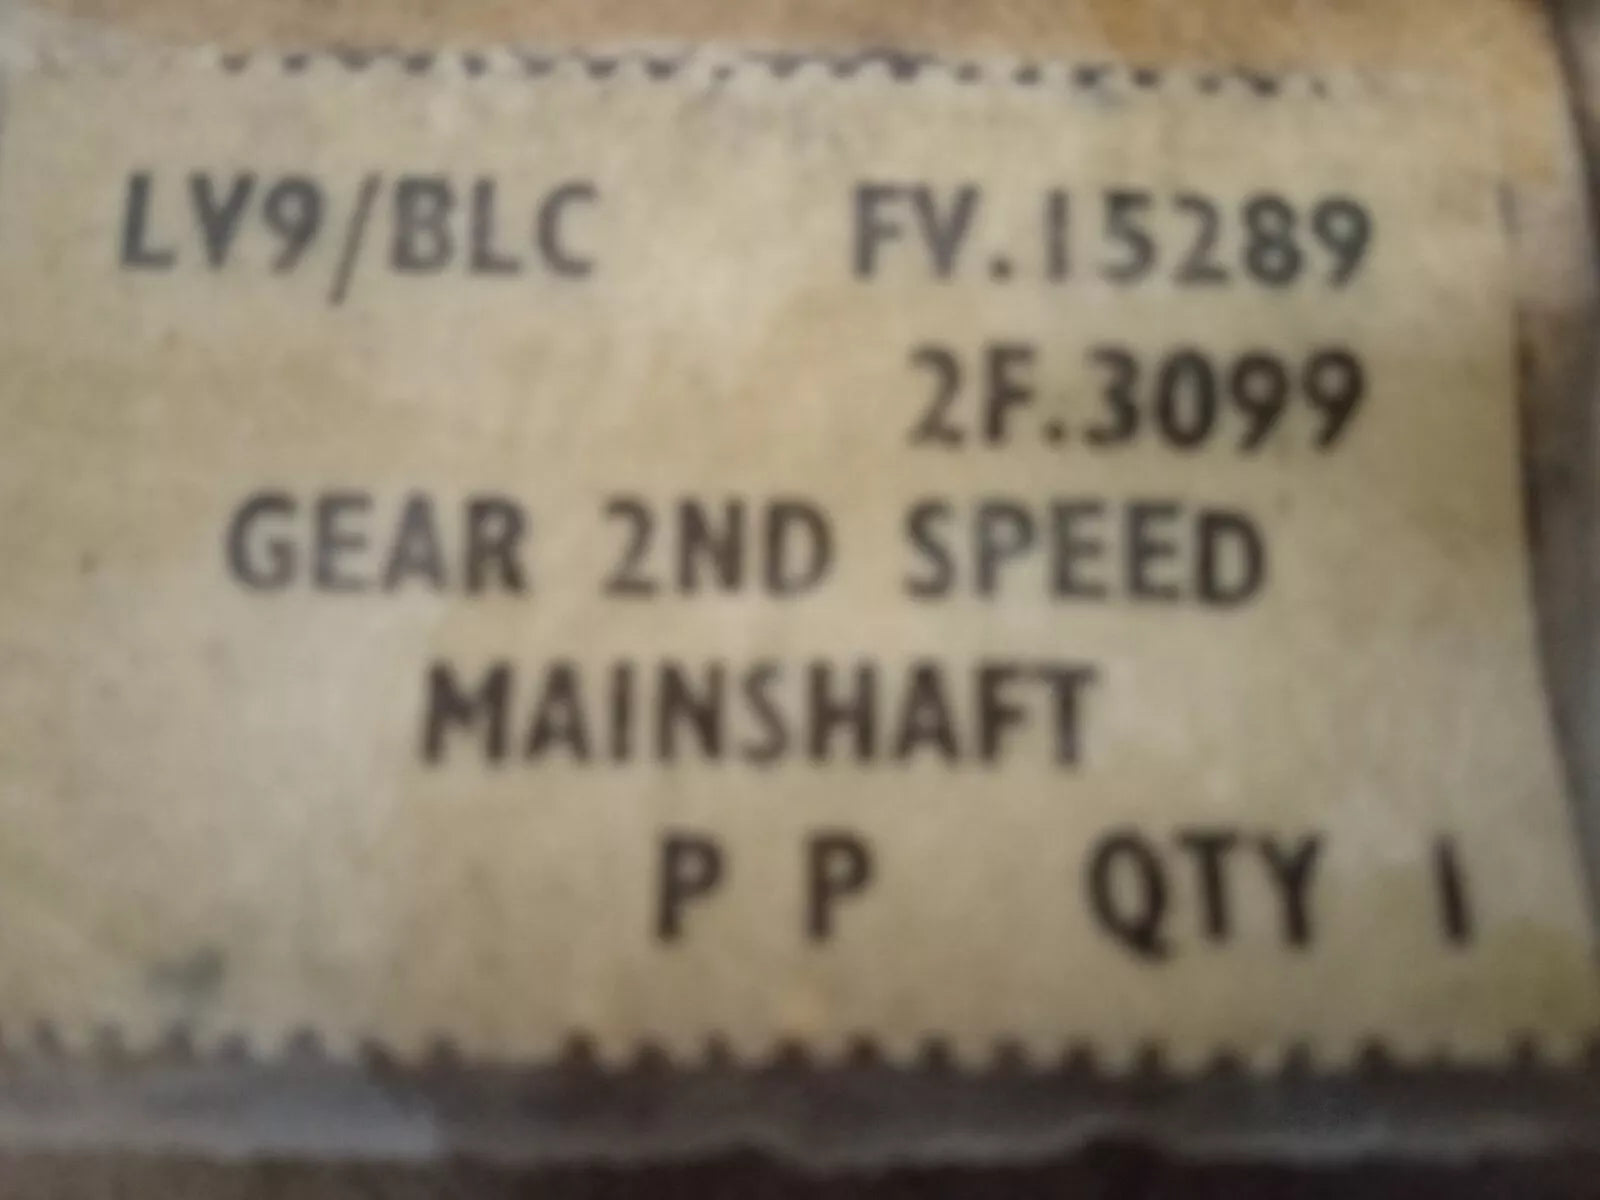 LV9/BLC FV.15289
2F.3099
GEAR 2ND SPEED
MAINSHAFT
P P QTY 1